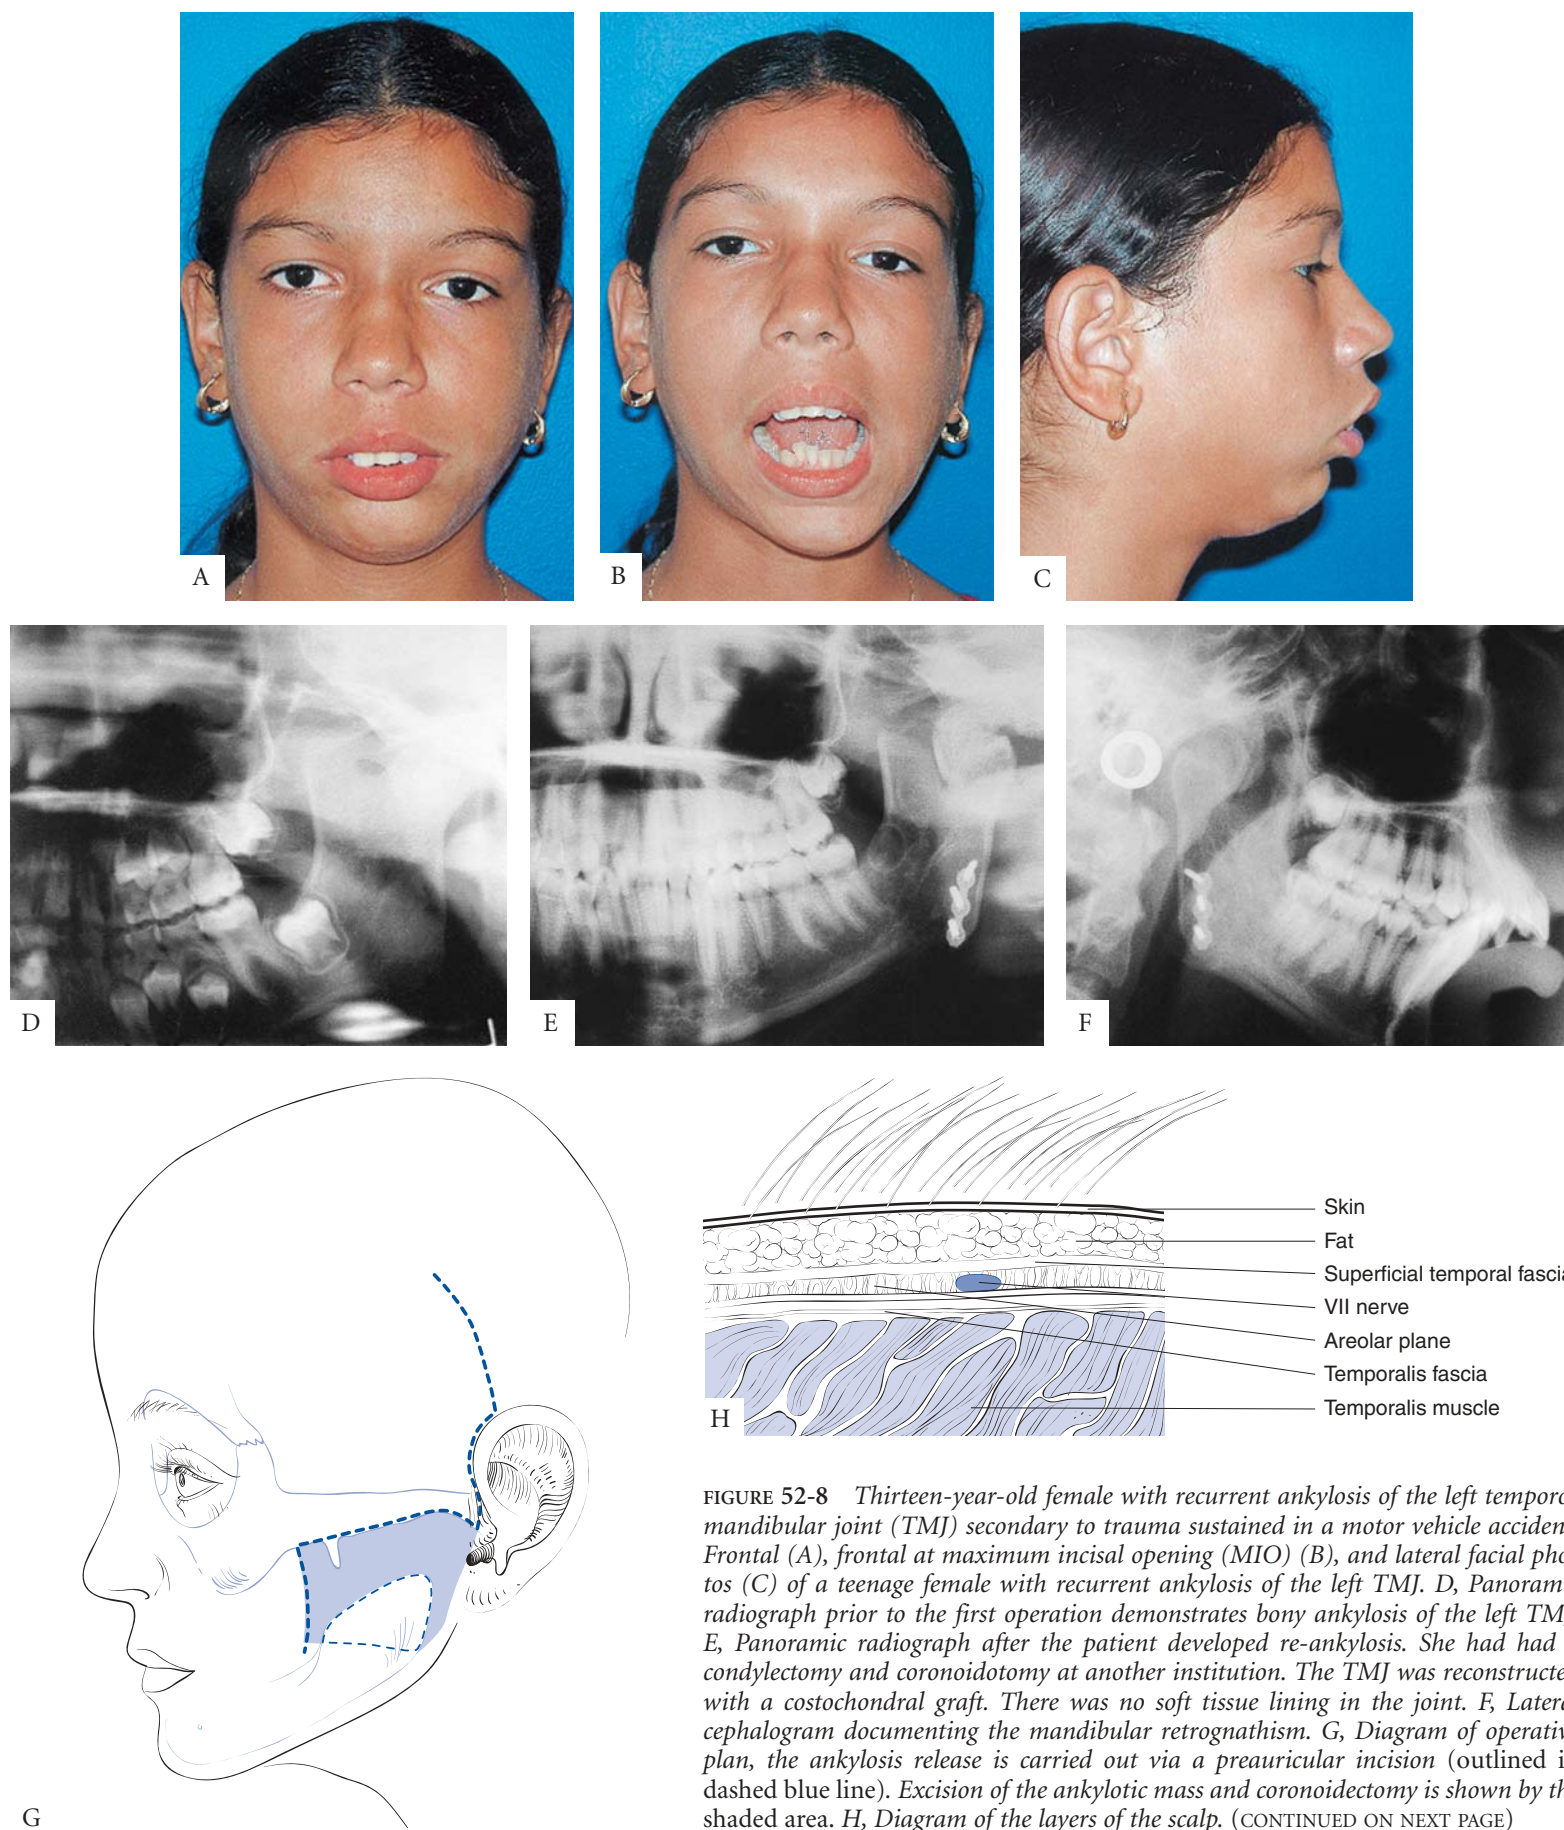 A
B
C
D
E
F
G
H
Skin
Fat
Superficial temporal fascia
VII nerve
Areolar plane
Temporalis fascia
Temporalis muscle
FIGURE 52-8 Thirteen-year-old female with recurrent ankylosis of the left temporo
mandibular joint (TMJ) secondary to trauma sustained in a motor vehicle acciden
Frontal (A), frontal at maximum incisal opening (MIO) (B), and lateral facial pho
tos (C) of a teenage female with recurrent ankylosis of the left TMJ. D, Panoram
radiograph prior to the first operation demonstrates bony ankylosis of the left TM
E, Panoramic radiograph after the patient developed re-ankylosis. She had had
condylectomy and coronoidotomy at another institution. The TMJ was reconstructe
with a costochondral graft. There was no soft tissue lining in the joint. F, Latera
cephalogram documenting the mandibular retrognathism. G, Diagram of operativ
plan, the ankylosis release is carried out via a preauricular incision (outlined i
dashed blue line). Excision of the ankylotic mass and coronoidectomy is shown by th
shaded area. H, Diagram of the layers of the scalp. (CONTINUED ON NEXT PAGE)